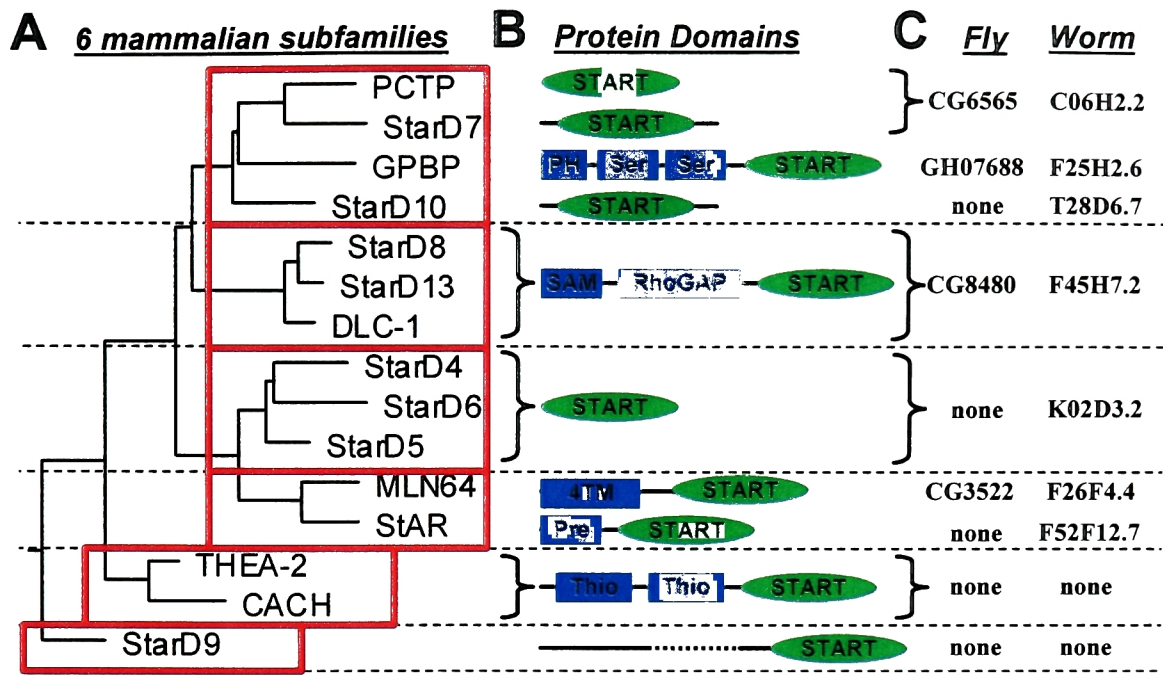 A 6 mammalian subfamilies B Protein Domains C Fly Worm
PCTP START CG6565 C06H2.2
StarD7 START
GPBP PH Ser Ser START GH07688 F25H2.6
StarD10 START none T28D6.7
StarD8
StarD13 SAM RhoGAP START CG8480 F45H7.2
DLC-1
StarD4
StarD6 START none K02D3.2
StarD5
MLN64 4TM START CG3522 F26F4.4
StAR Pre START none F52F12.7
THEA-2 Thio Thio START none none
CACH
StarD9 START none none